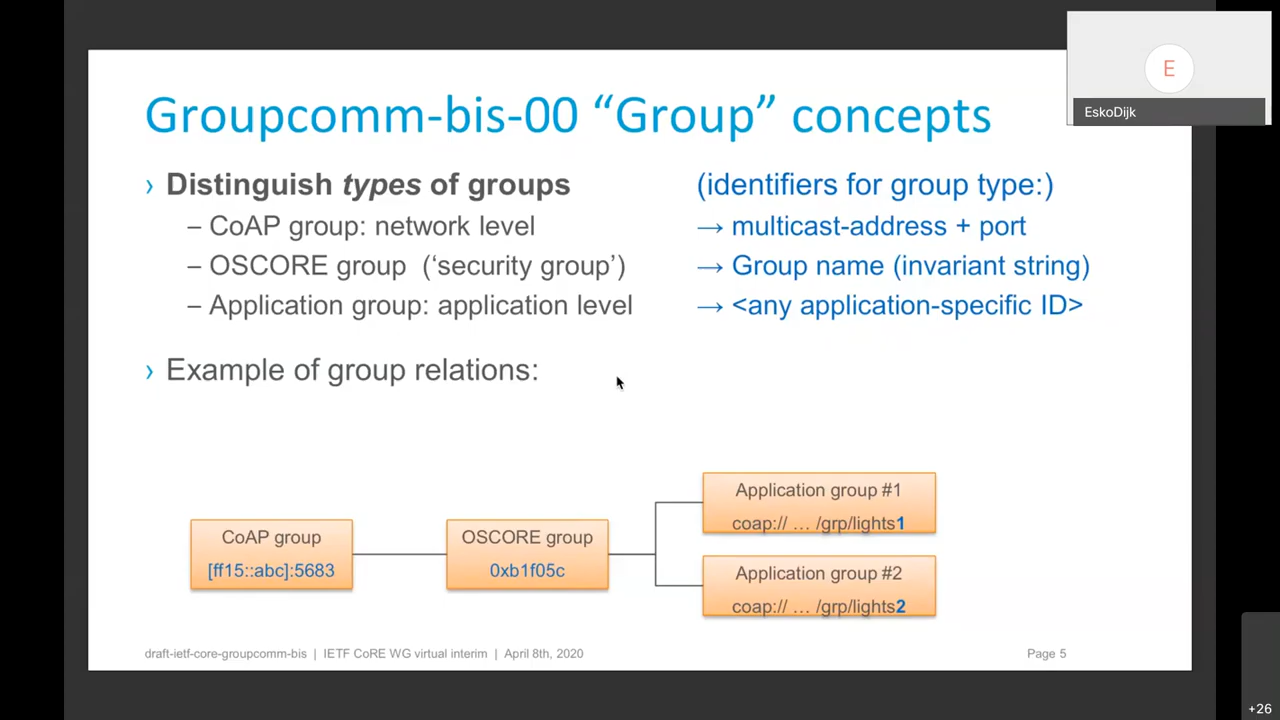 Groupcomm-bis-00 “Group” concepts
E
EskoDijk
› Distinguish types of groups (identifiers for group type:)
– CoAP group: network level → multicast-address + port
– OSCORE group (‘security group’) → Group name (invariant string)
– Application group: application level → <any application-specific ID>
› Example of group relations:
CoAP group
[ff15::abc]:5683
OSCORE group
0xb1f05c
Application group #1
coap:// … /grp/lights1
Application group #2
coap:// … /grp/lights2
draft-ietf-core-groupcomm-bis | IETF CoRE WG virtual interim | April 8th, 2020 Page 5
+26